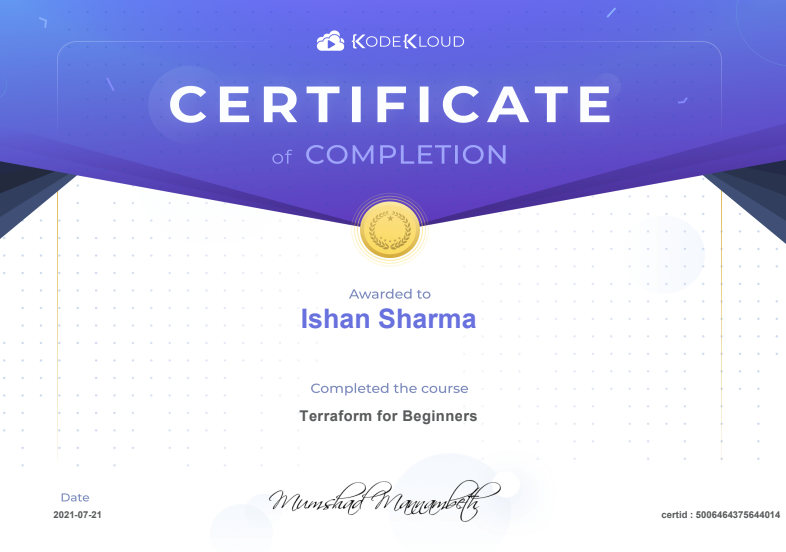 KODEKLOUD
CERTIFICATE
of COMPLETION
Awarded to
Ishan Sharma
Completed the course
Terraform for Beginners
Mumshad Mannambeth
Date
2021-07-21
certid : 5006464375644014